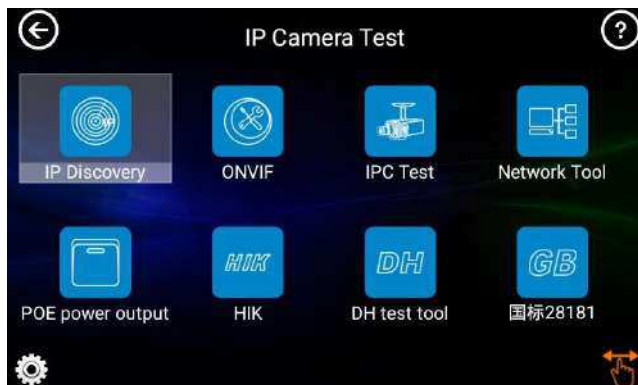 IP Camera Test
?
IP Discovery
ONVIF
IPC Test
Network Tool
HIK
DH
GB
POE power output
HIK
DH test tool
国标28181